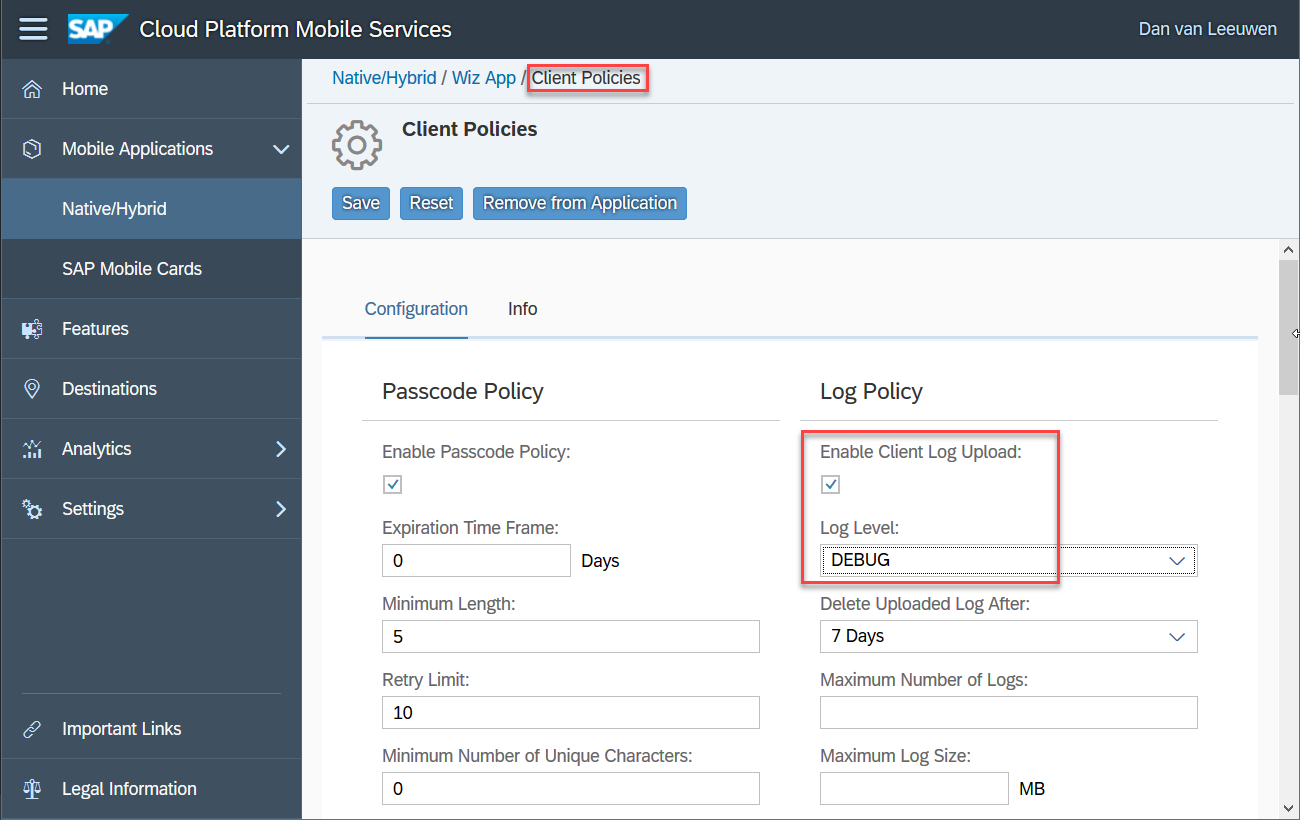 SAP Cloud Platform Mobile Services
Dan van Leeuwen
Home
Mobile Applications
Native/Hybrid
SAP Mobile Cards
Features
Destinations
Analytics
Settings
Important Links
Legal Information
Native/Hybrid / Wiz App / Client Policies
Client Policies
Save Reset Remove from Application
Configuration Info
Passcode Policy
Enable Passcode Policy:
Expiration Time Frame:
0 Days
Minimum Length:
5
Retry Limit:
10
Minimum Number of Unique Characters:
0
Log Policy
Enable Client Log Upload:
Log Level:
DEBUG
Delete Uploaded Log After:
7 Days
Maximum Number of Logs:
Maximum Log Size:
MB